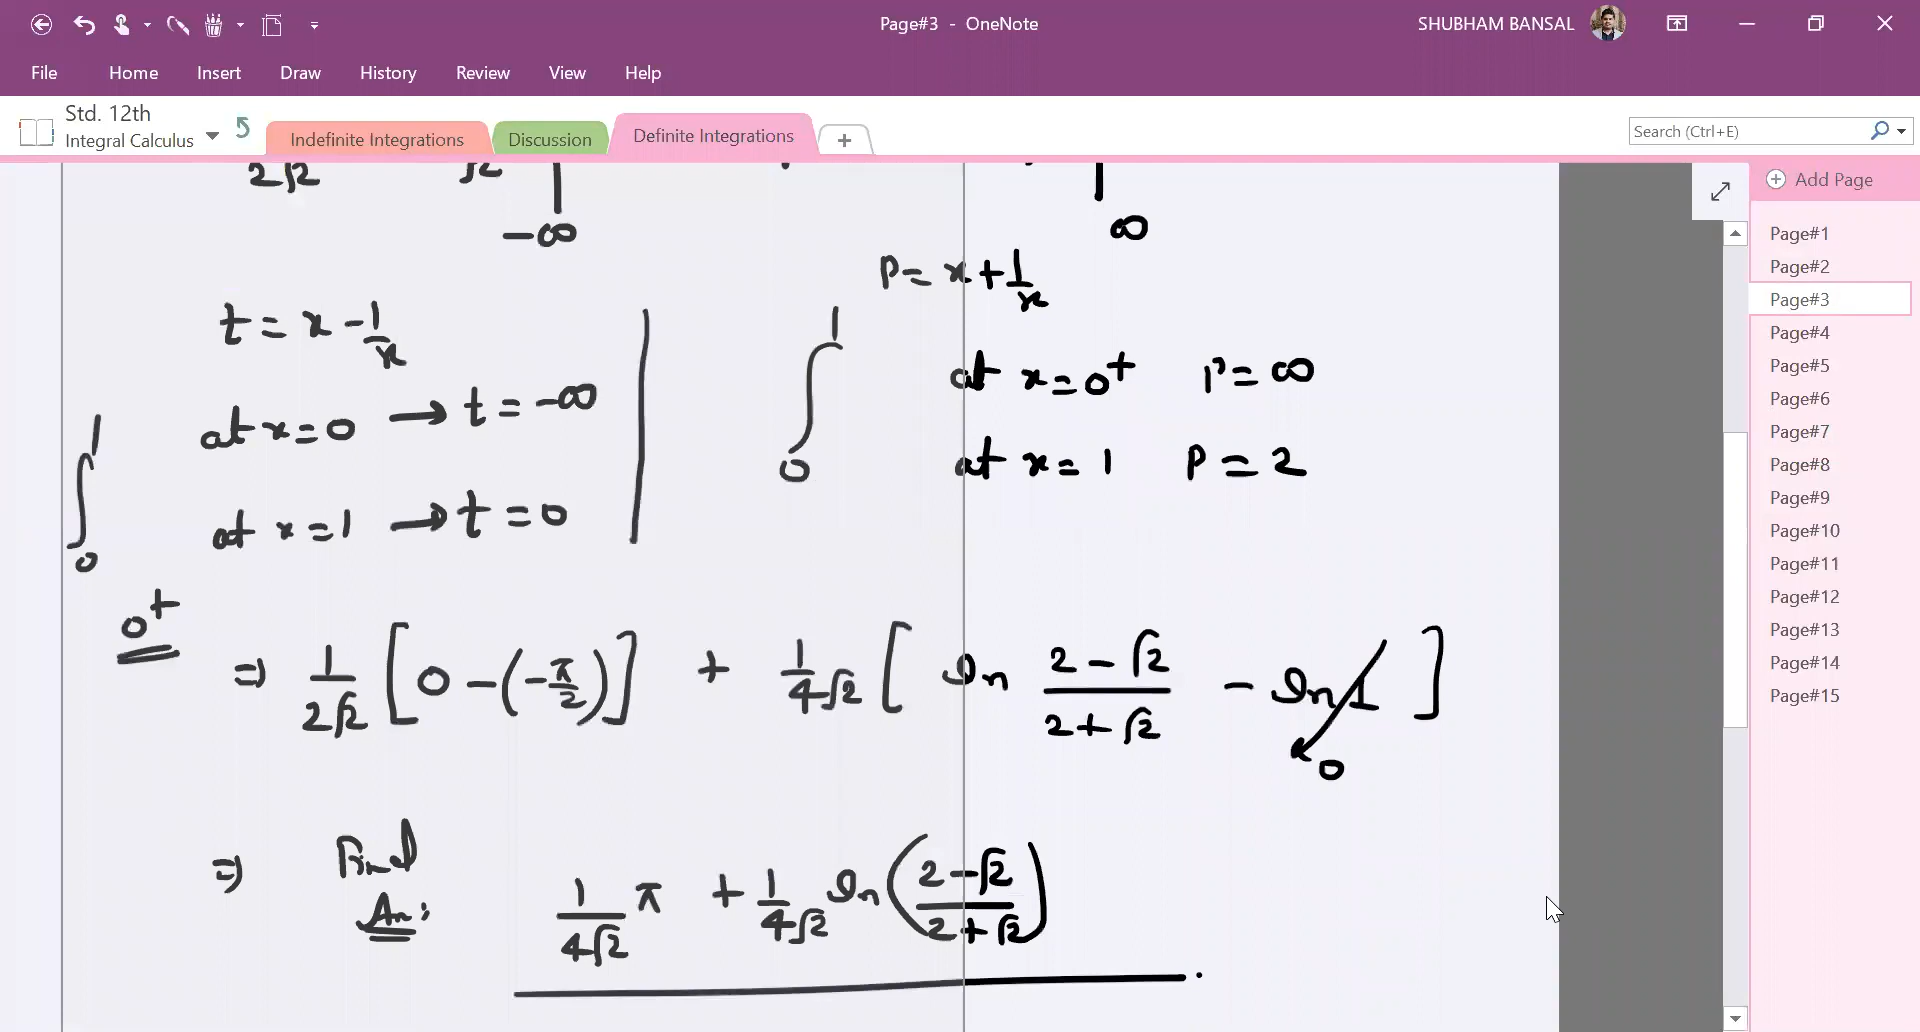 Page#3 - OneNote
SHUBHAM BANSAL
File Home Insert Draw History Review View Help
Std. 12th
Integral Calculus
Indefinite Integrations
Discussion
Definite Integrations
+
Search (Ctrl+E)
Add Page
Page#1
Page#2
Page#3
Page#4
Page#5
Page#6
Page#7
Page#8
Page#9
Page#10
Page#11
Page#12
Page#13
Page#14
Page#15
2√2 √2 -∞
∞
t = x - 1/x
at x = 0 → t = -∞
at x = 1 → t = 0
∫₀¹
0⁺
P = x + 1/x
∫₀¹
at x = 0⁺ P = ∞
at x = 1 P = 2
⇒ 1/2√2 [0 - (-π/2)] + 1/4√2 [ln (2 - √2)/(2 + √2) - ln 1] 0
⇒ Final Ans: 1/4√2 π + 1/4√2 ln((2 - √2)/(2 + √2))